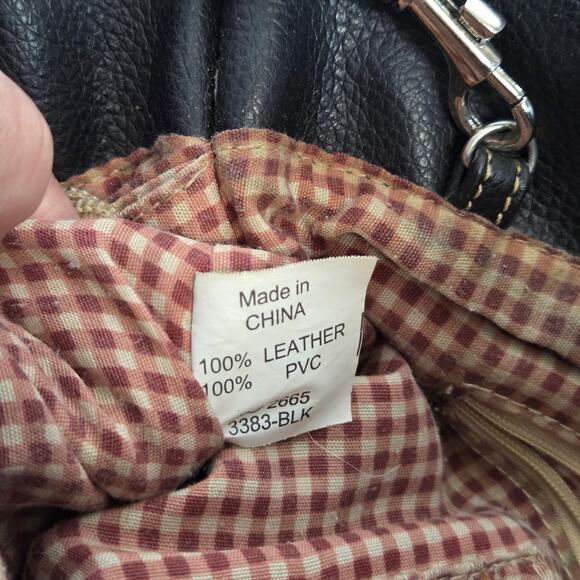 Made in
CHINA
100% LEATHER
100% PVC
2665
3383-BLK